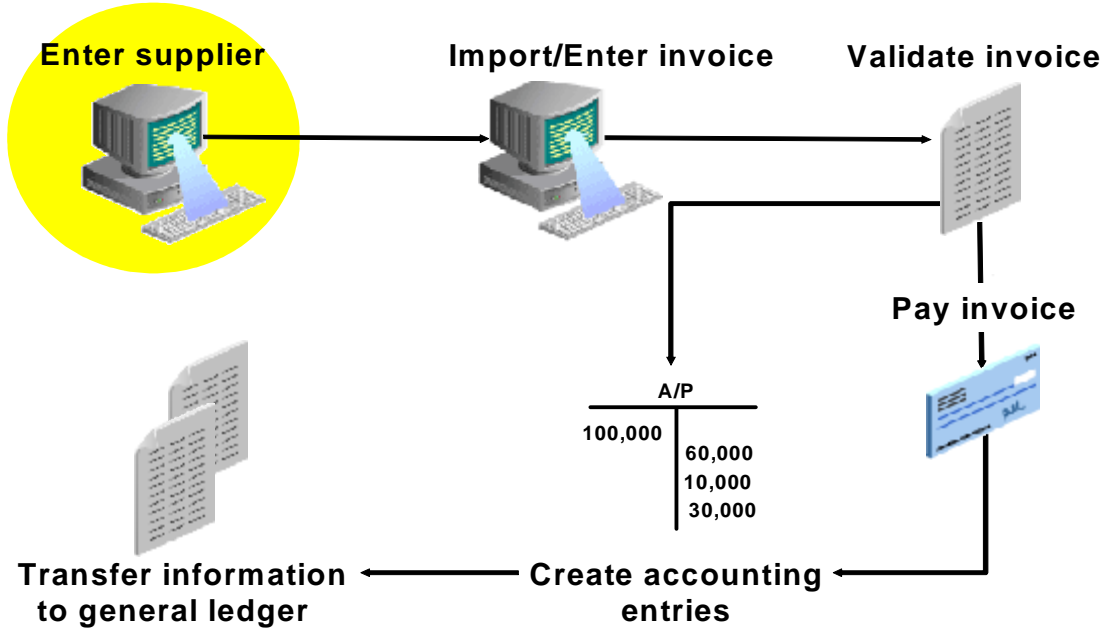 Enter supplier
Import/Enter invoice
Validate invoice
Pay invoice
A/P
100,000
60,000
10,000
30,000
Create accounting
entries
Transfer information
to general ledger